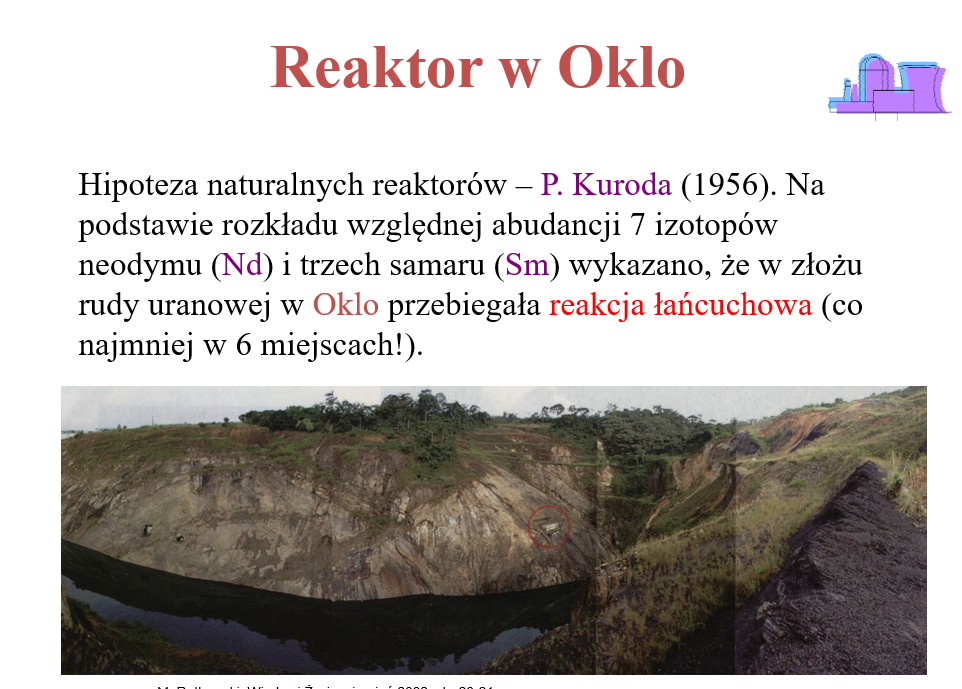 Reaktor w Oklo
Hipoteza naturalnych reaktorów – P. Kuroda (1956). Na
podstawie rozkładu względnej abudancji 7 izotopów
neodymu (Nd) i trzech samaru (Sm) wykazano, że w złożu
rudy uranowej w Oklo przebiegała reakcja łańcuchowa (co
najmniej w 6 miejscach!).